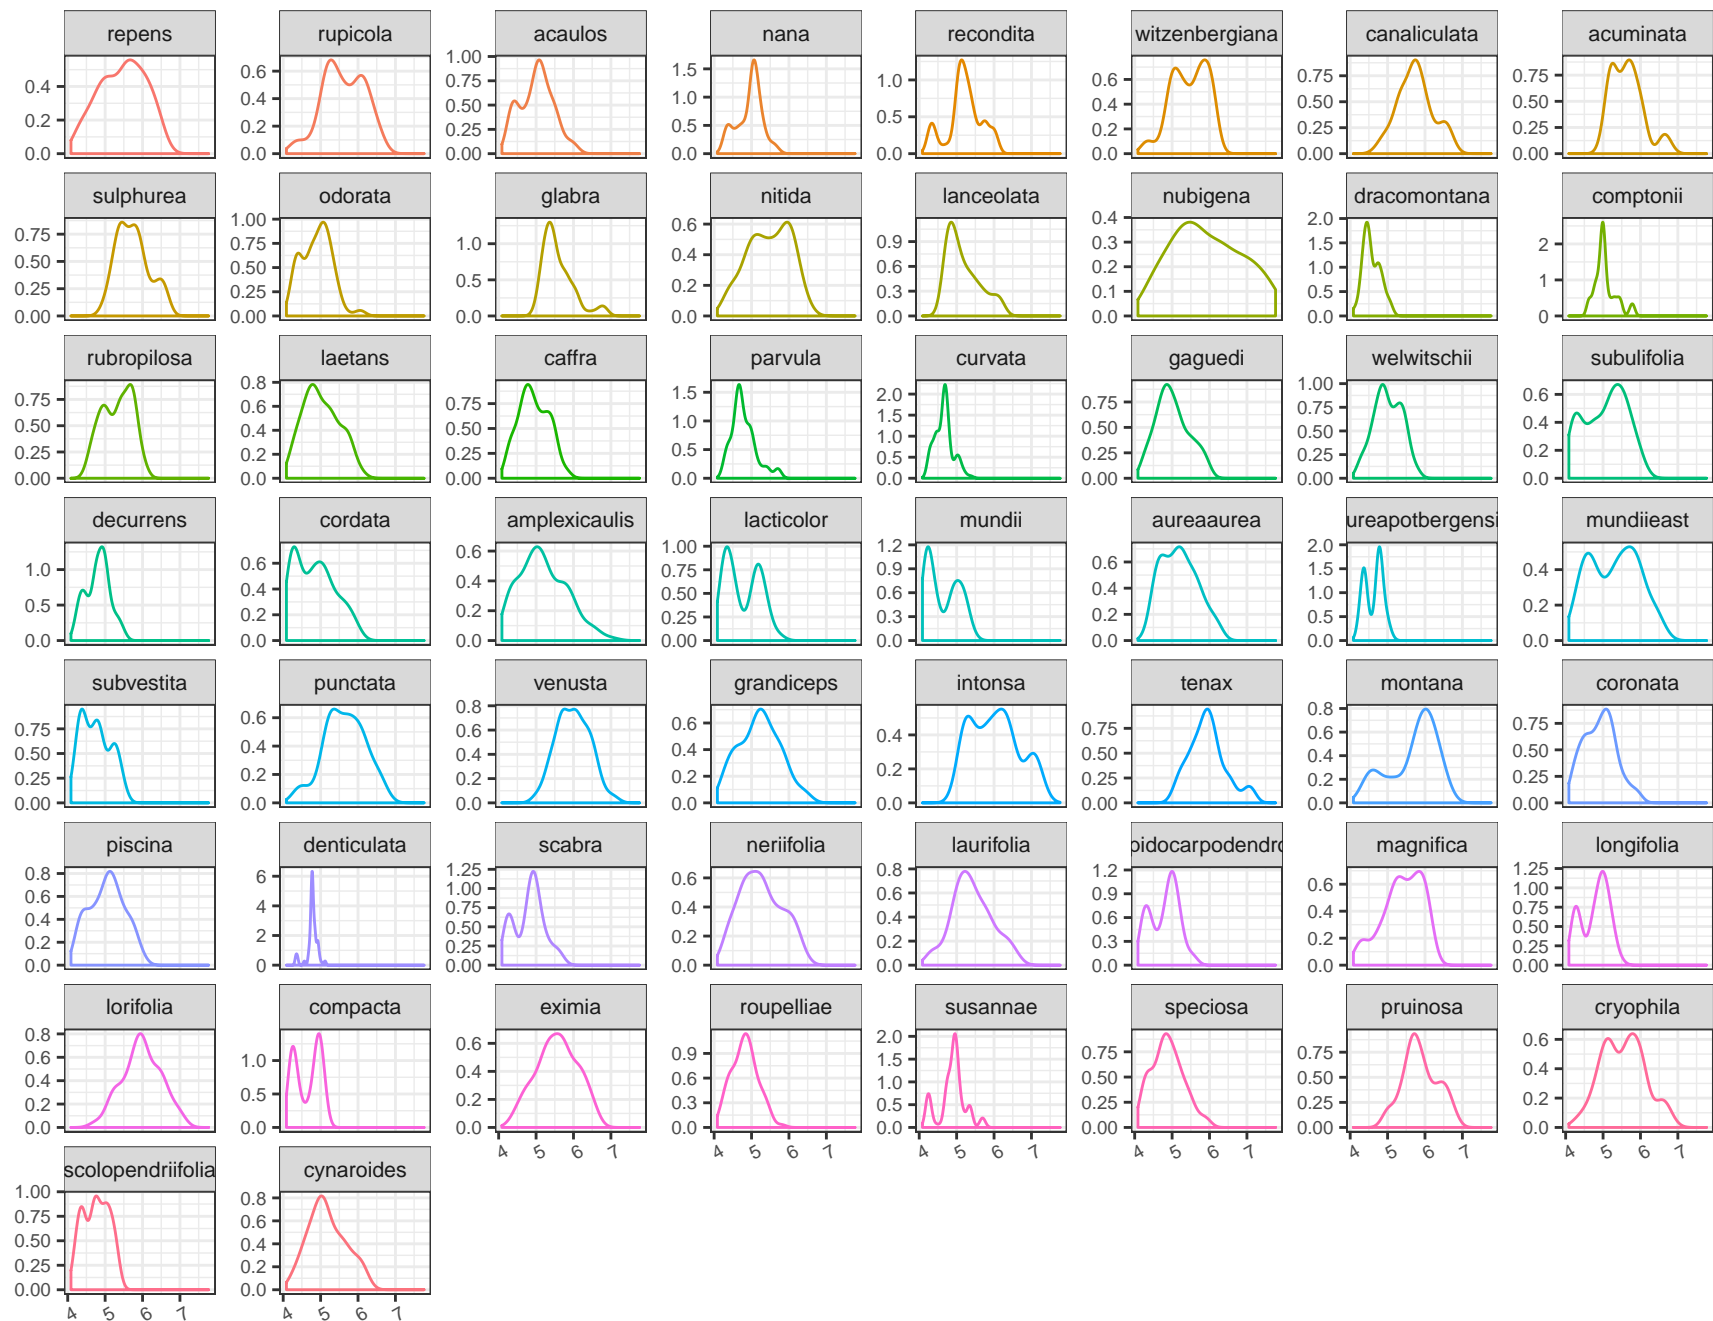 repens rupicola acaulos nana recondita witzenbergiana canaliculata acuminata
0.4 0.2 0.0 0.6 0.4 0.2 0.0 1.00 0.75 0.50 0.25 0.00 1.5 1.0 0.5 0.0 1.0 0.5 0.0 0.6 0.4 0.2 0.0 0.75 0.50 0.25 0.00 0.75 0.50 0.25 0.00
sulphurea odorata glabra nitida lanceolata nubigena dracomontana comptonii
0.75 0.50 0.25 0.00 1.00 0.75 0.50 0.25 0.00 1.0 0.5 0.0 0.6 0.4 0.2 0.0 0.9 0.6 0.3 0.0 0.4 0.3 0.2 0.1 0.0 2.0 1.5 1.0 0.5 0.0 2 1 0
rubropilosa laetans caffra parvula curvata gaguedi welwitschii subulifolia
0.75 0.50 0.25 0.00 0.8 0.6 0.4 0.2 0.0 0.75 0.50 0.25 0.00 1.5 1.0 0.5 0.0 2.0 1.5 1.0 0.5 0.0 0.75 0.50 0.25 0.00 1.00 0.75 0.50 0.25 0.00 0.6 0.4 0.2 0.0
decurrens cordata amplexicaulis lacticolor mundii aureaaurea ureapotbergensi mundiieast
1.0 0.5 0.0 0.6 0.4 0.2 0.0 0.6 0.4 0.2 0.0 1.00 0.75 0.50 0.25 0.00 1.2 0.9 0.6 0.3 0.0 0.6 0.4 0.2 0.0 2.0 1.5 1.0 0.5 0.0 0.4 0.2 0.0
subvestita punctata venusta grandiceps intonsa tenax montana coronata
0.75 0.50 0.25 0.00 0.6 0.4 0.2 0.0 0.8 0.6 0.4 0.2 0.0 0.6 0.4 0.2 0.0 0.4 0.2 0.0 0.75 0.50 0.25 0.00 0.8 0.6 0.4 0.2 0.0 0.75 0.50 0.25 0.00
piscina denticulata scabra neriifolia laurifolia pidocarpodendro magnifica longifolia
0.8 0.6 0.4 0.2 0.0 6 4 2 0 1.25 1.00 0.75 0.50 0.25 0.00 0.6 0.4 0.2 0.0 0.8 0.6 0.4 0.2 0.0 1.2 0.9 0.6 0.3 0.0 0.6 0.4 0.2 0.0 1.25 1.00 0.75 0.50 0.25 0.00
lorifolia compacta eximia roupelliae susannae speciosa pruinosa cryophila
0.8 0.6 0.4 0.2 0.0 1.0 0.5 0.0 0.6 0.4 0.2 0.0 0.9 0.6 0.3 0.0 2.0 1.5 1.0 0.5 0.0 0.75 0.50 0.25 0.00 0.75 0.50 0.25 0.00 0.6 0.4 0.2 0.0
4 5 6 7 4 5 6 7 4 5 6 7 4 5 6 7 4 5 6 7 4 5 6 7
scolopendriifolia cynaroides
1.00 0.75 0.50 0.25 0.00 0.8 0.6 0.4 0.2 0.0
4 5 6 7 4 5 6 7